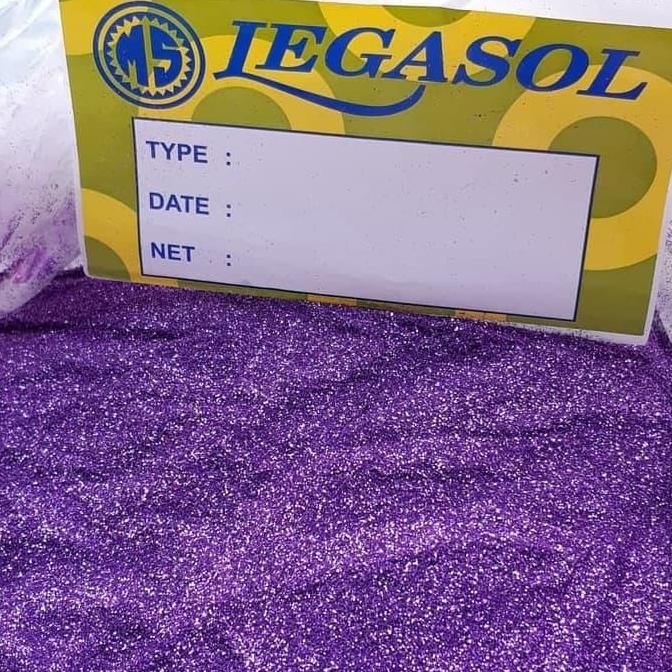 MS LEGASOL
TYPE :
DATE :
NET :